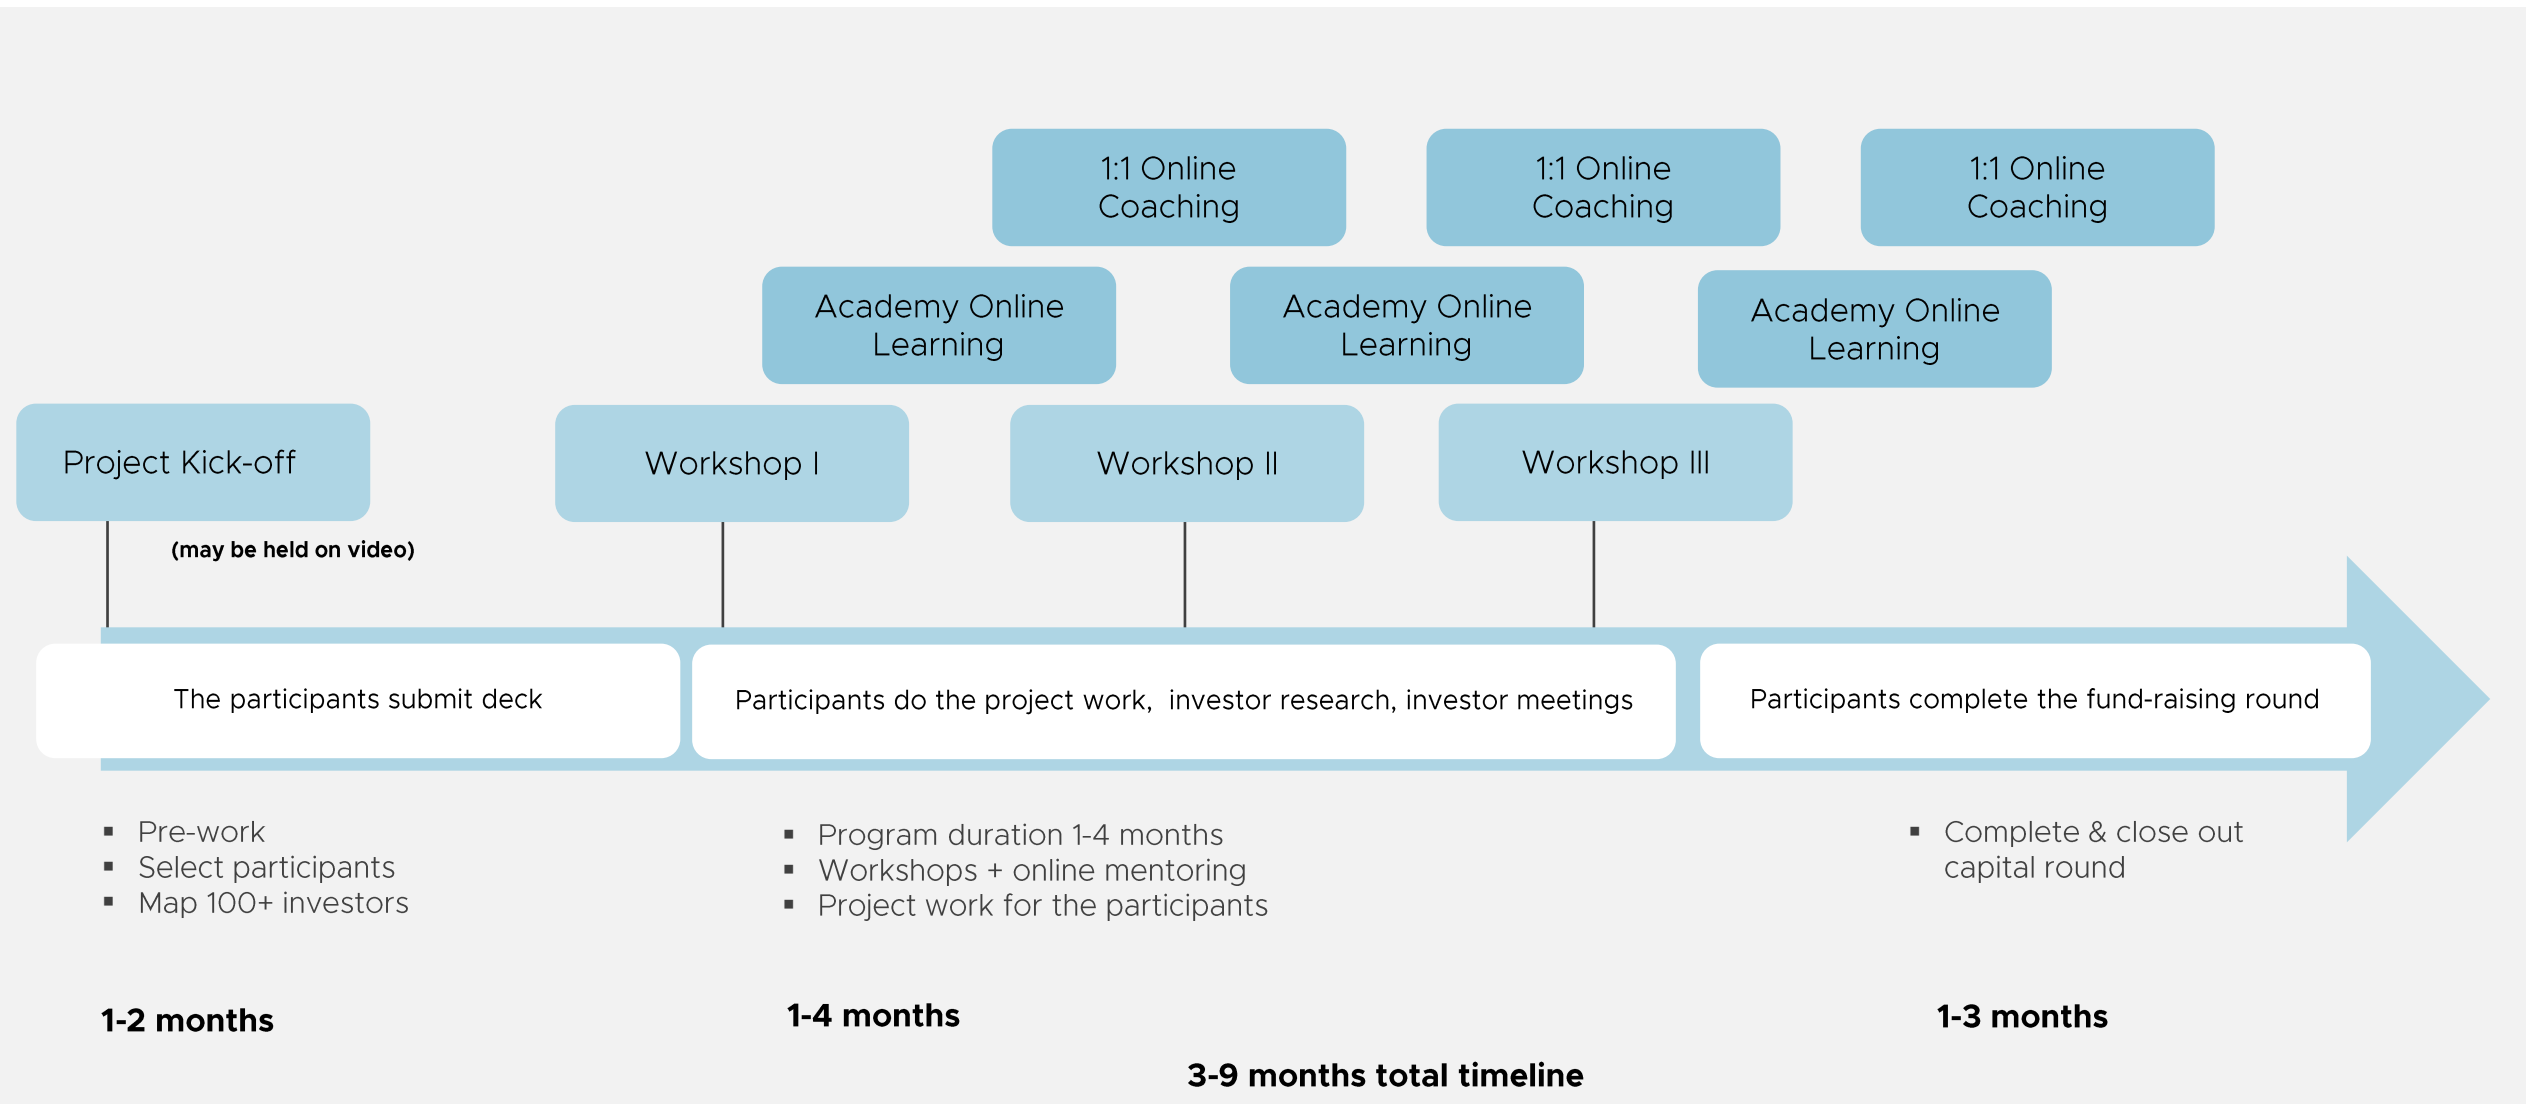 1:1 Online
Coaching
1:1 Online
Coaching
1:1 Online
Coaching
Academy Online
Learning
Academy Online
Learning
Academy Online
Learning
Project Kick-off
Workshop I
Workshop II
Workshop III
(may be held on video)
The participants submit deck
Participants do the project work,  investor research, investor meetings
Participants complete the fund-raising round
▪ Pre-work
▪ Select participants
▪ Map 100+ investors
▪ Program duration 1-4 months
▪ Workshops + online mentoring
▪ Project work for the participants
▪ Complete & close out
capital round
1-2 months
1-4 months
1-3 months
3-9 months total timeline